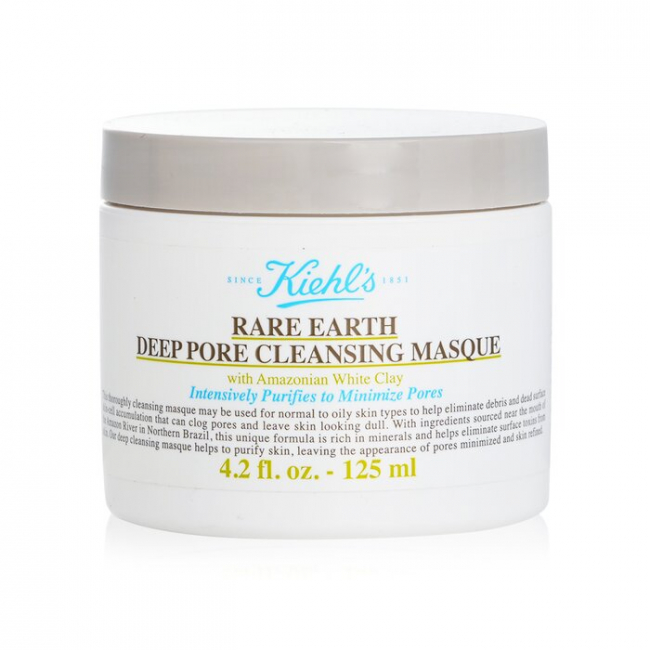 SINCE Kiehl's 1851
RARE EARTH
DEEP PORE CLEANSING MASQUE
with Amazonian White Clay
Intensively Purifies to Minimize Pores
This thoroughly cleansing masque may be used for normal to oily skin types to help eliminate debris and dead surface
cell accumulation that can clog pores and leave skin looking dull. With ingredients sourced near the mouth of
Amazon River in Northern Brazil, this unique formula is rich in minerals and helps eliminate surface toxins from
Our deep cleansing masque helps to purify skin, leaving the appearance of pores minimized and skin refined.
4.2 fl. oz. - 125 ml